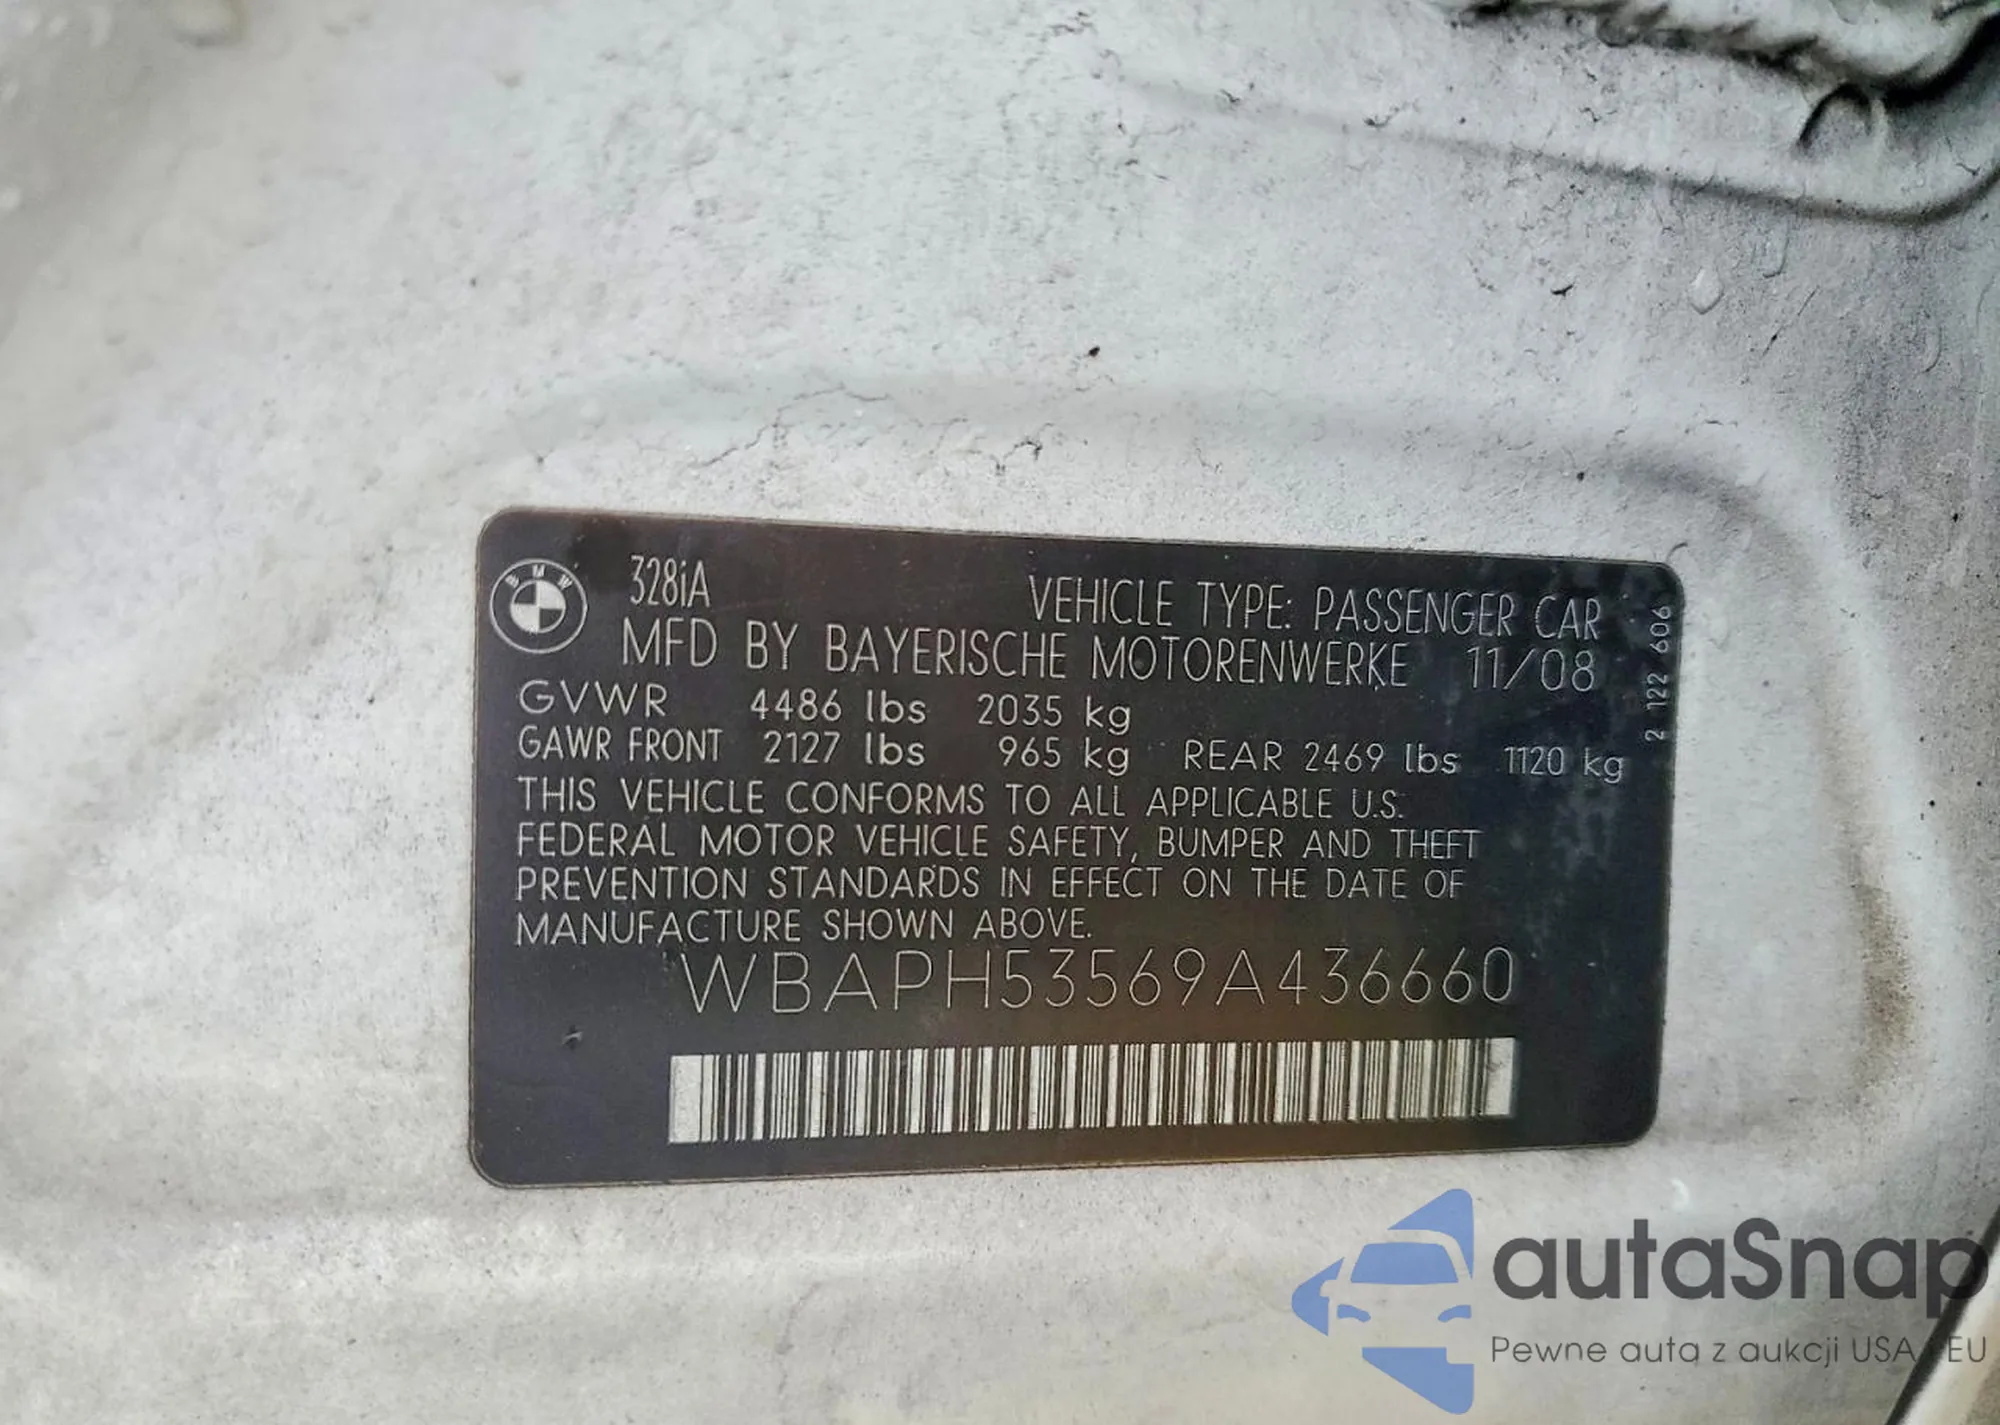 BMW
328iA
VEHICLE TYPE: PASSENGER CAR
MFD BY BAYERISCHE MOTORENWERKE 11/08
GVWR 4486 lbs 2035 kg
GAWR FRONT 2127 lbs 965 kg REAR 2469 lbs 1120 kg
THIS VEHICLE CONFORMS TO ALL APPLICABLE U.S.
FEDERAL MOTOR VEHICLE SAFETY, BUMPER AND THEFT
PREVENTION STANDARDS IN EFFECT ON THE DATE OF
MANUFACTURE SHOWN ABOVE.
WBAPH53569A436660
2 122 606
autaSnap
Pewne auta z aukcji USA i EU